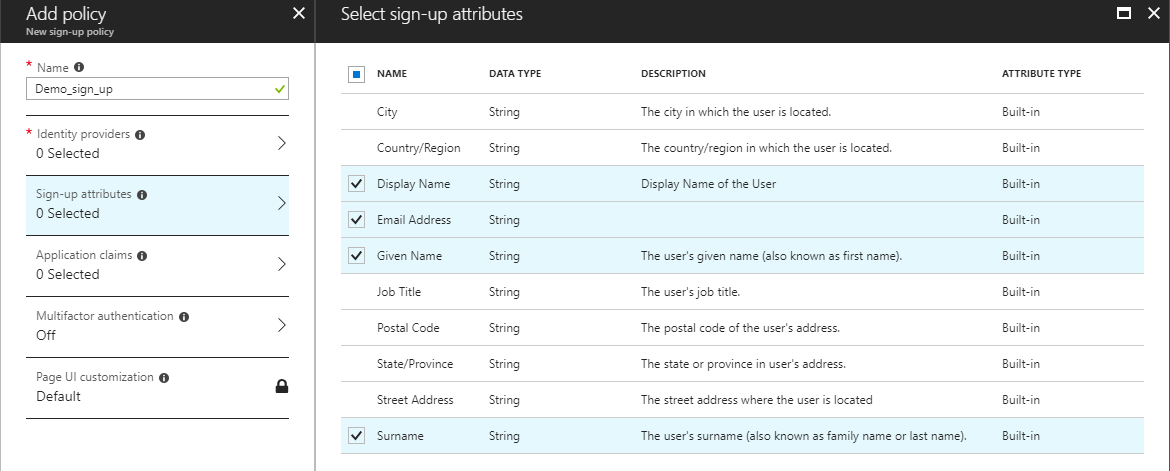 Add policy
New sign-up policy
* Name
Demo_sign_up
* Identity providers
0 Selected
Sign-up attributes
0 Selected
Application claims
0 Selected
Multifactor authentication
Off
Page UI customization
Default
Select sign-up attributes
NAME DATA TYPE DESCRIPTION ATTRIBUTE TYPE
City String The city in which the user is located. Built-in
Country/Region String The country/region in which the user is located. Built-in
Display Name String Display Name of the User Built-in
Email Address String Built-in
Given Name String The user's given name (also known as first name). Built-in
Job Title String The user's job title. Built-in
Postal Code String The postal code of the user's address. Built-in
State/Province String The state or province in user's address. Built-in
Street Address String The street address where the user is located Built-in
Surname String The user's surname (also known as family name or last name). Built-in